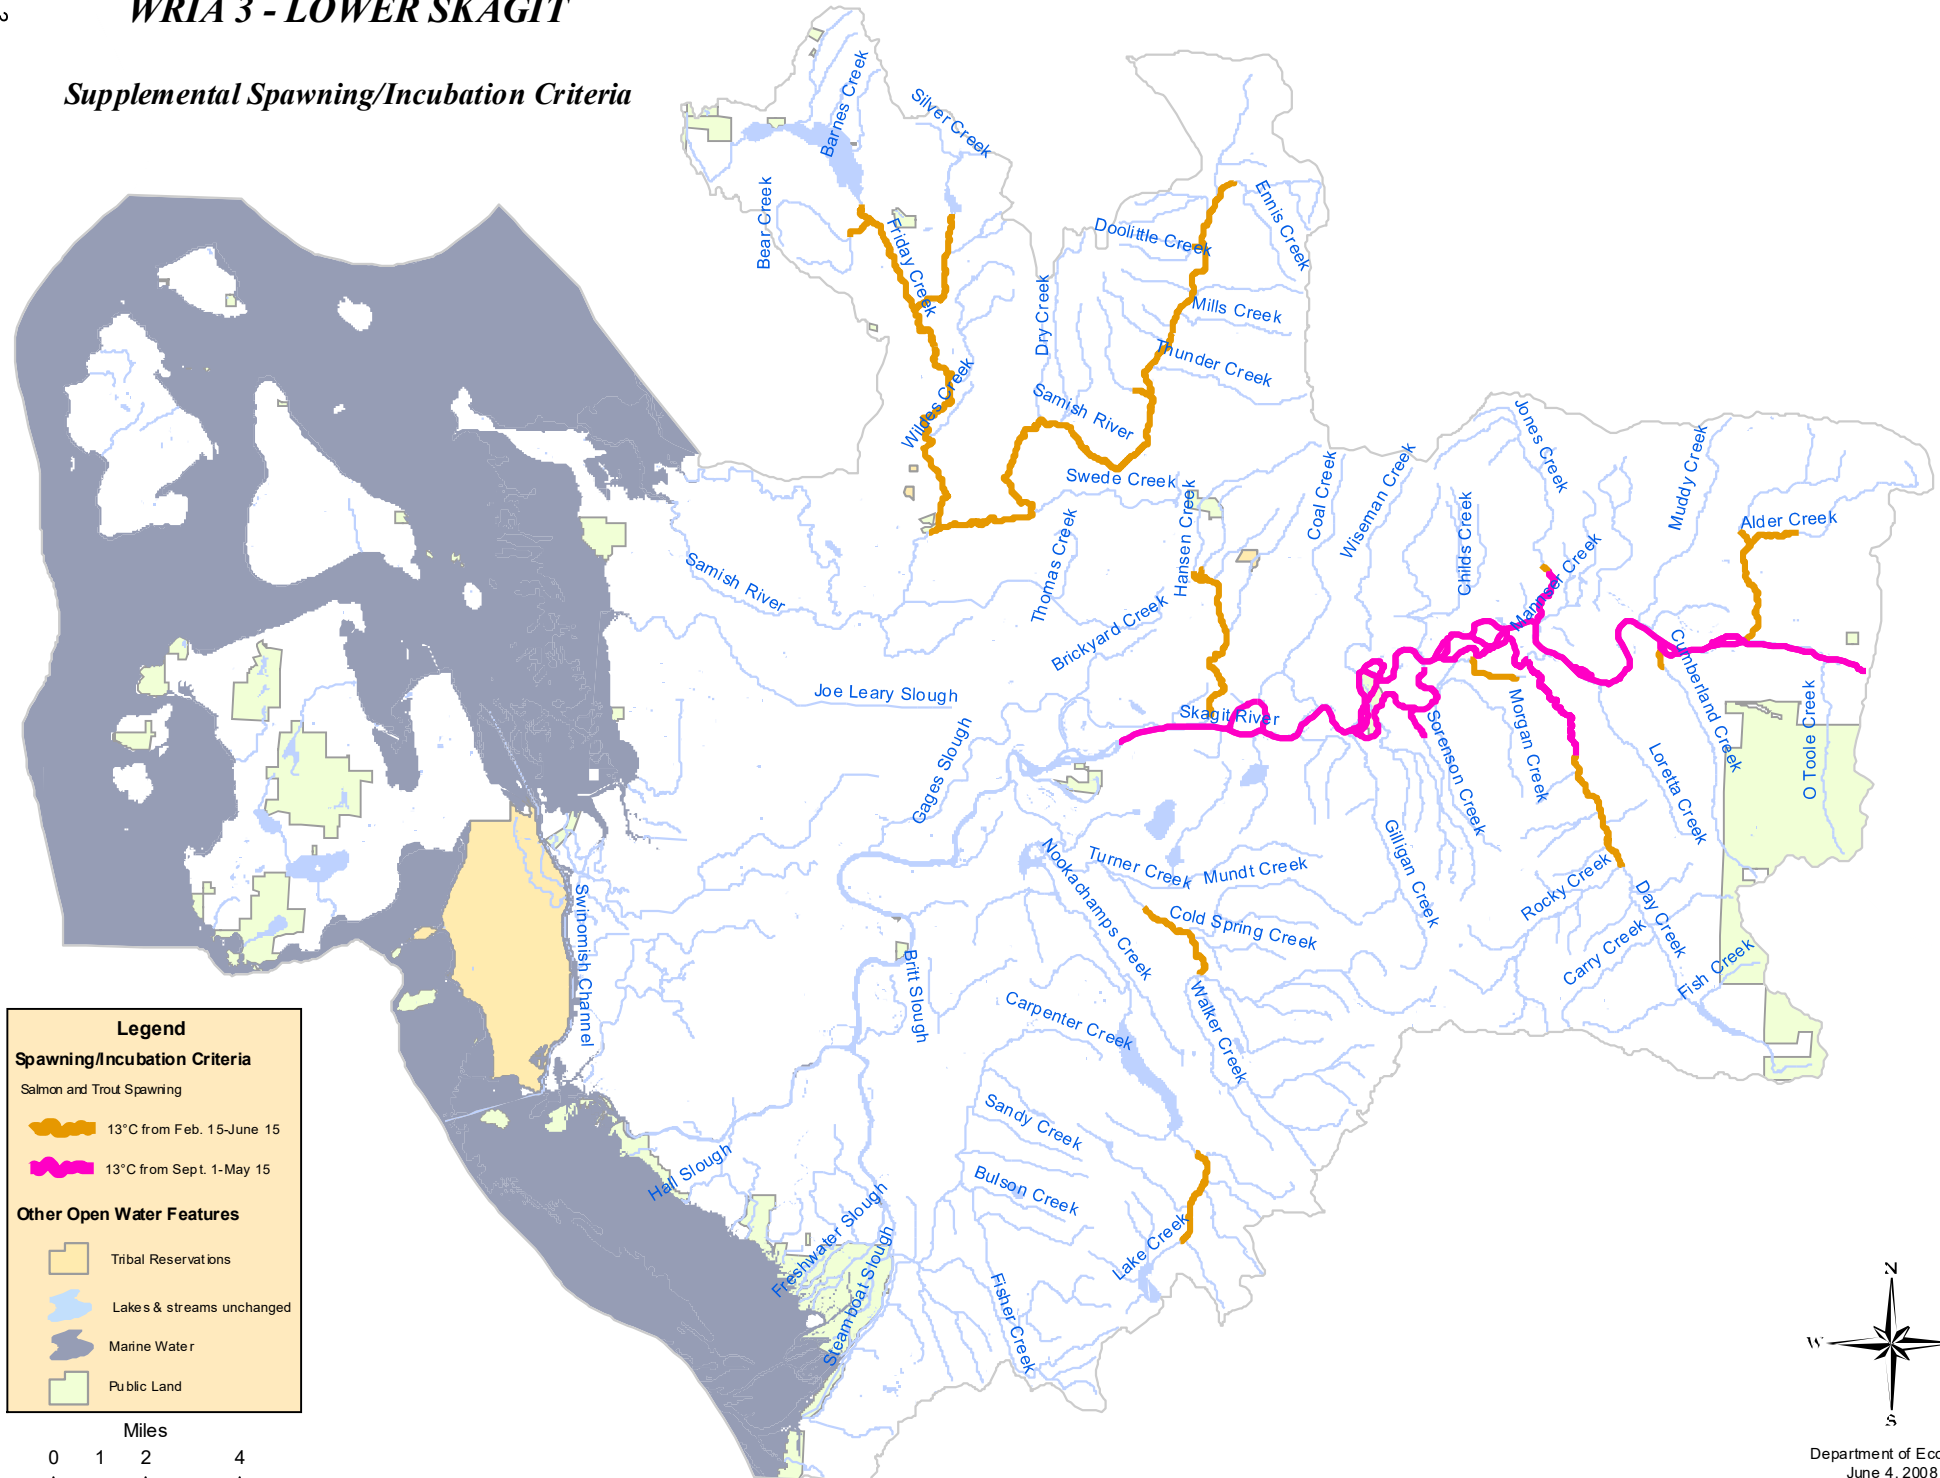 WRIA 3 - LOWER SKAGIT
Supplemental Spawning/Incubation Criteria
Barnes Creek
Silver Creek
Bear Creek
Friday Creek
Ennis Creek
Doolittle Creek
Mills Creek
Dry Creek
Thunder Creek
Wildes Creek
Samish River
Swede Creek
Hansen Creek
Coal Creek
Wiseman Creek
Jones Creek
Muddy Creek
Childs Creek
Alder Creek
Samish River
Thomas Creek
Mannser Creek
Brickyard Creek
Joe Leary Slough
Skagit River
Cumberland Creek
Gages Slough
Sorenson Creek
Morgan Creek
Loretta Creek
O Toole Creek
Nookachamps Creek
Turner Creek
Mundt Creek
Gilligan Creek
Rocky Creek
Cold Spring Creek
Day Creek
Swinomish Channel
Britt Slough
Carry Creek
Fish Creek
Carpenter Creek
Walker Creek
Sandy Creek
Hall Slough
Bulson Creek
Freshwater Slough
Lake Creek
Steamboat Slough
Fisher Creek
Legend
Spawning/Incubation Criteria
Salmon and Trout Spawning
13°C from Feb. 15-June 15
13°C from Sept. 1-May 15
Other Open Water Features
Tribal Reservations
Lakes & streams unchanged
Marine Water
Public Land
Miles
0 1 2 4
N
W
S
Department of Eco
June 4, 2008